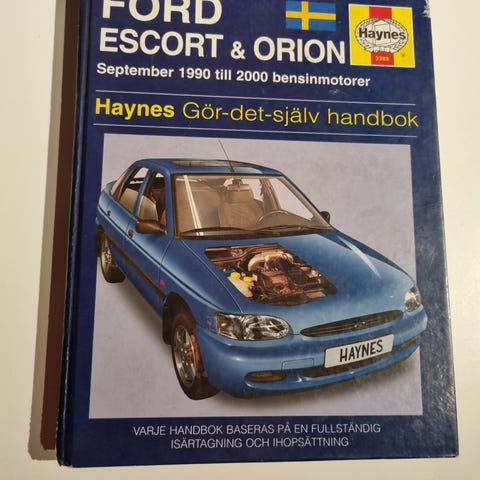 FORD
ESCORT & ORION
Haynes
3389
September 1990 till 2000 bensinmotorer
Haynes Gör-det-själv handbok
HAYNES
VARJE HANDBOK BASERAS PÅ EN FULLSTÄNDIG
ISÄRTAGNING OCH IHOPSÄTTNING